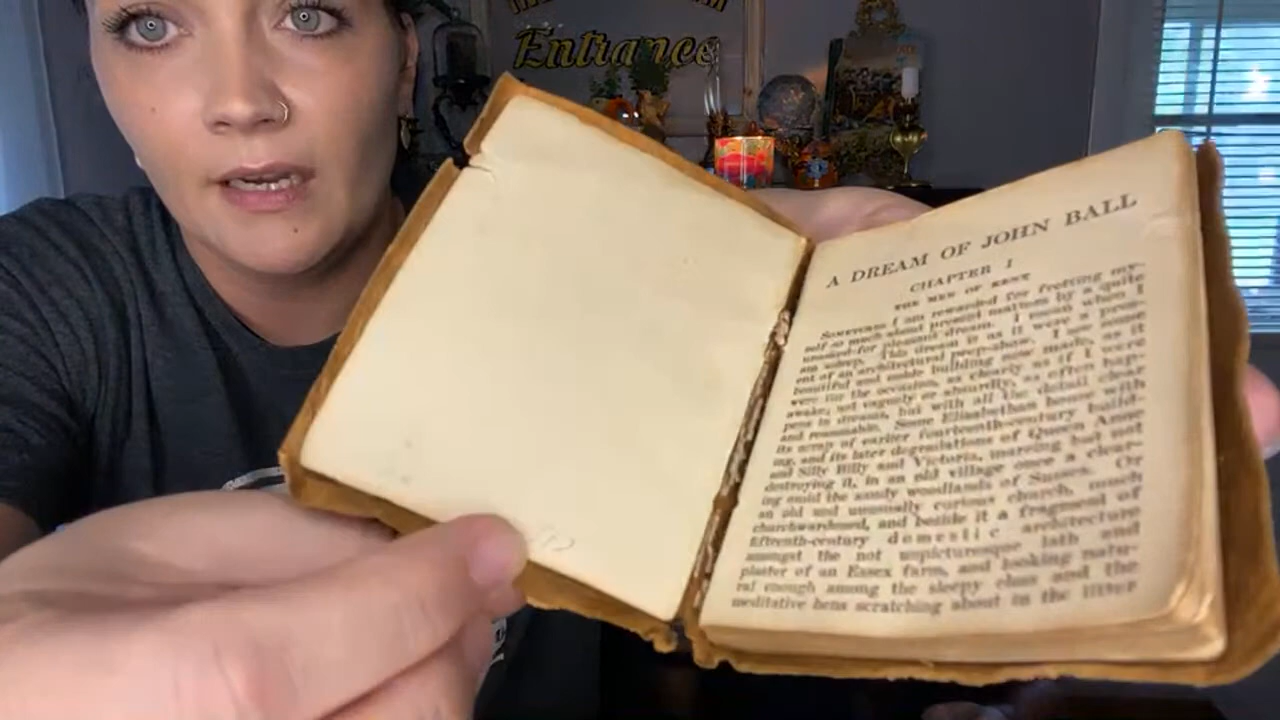 Entrance
A DREAM OF JOHN BALL
CHAPTER I
THE MEN OF KENT
Sometimes I am rewarded for fretting my-
self so much about present matters by a quite
unasked-for pleasant dream. I mean when I
am asleep. This dream is as it were a pres-
ent of an architectural peep-show. I see some
beautiful and noble building new made, as it
were for the occasion, as clearly as if I were
awake; not vaguely or absurdly, as often hap-
pens in dreams, but with all the detail clear
and reasonable. Some Elizabethan house with
its scrap of earlier fourteenth-century build-
ing, and its later degradations of Queen Anne
and Silly Billy and Victoria, marring but not
destroying it, in an old village once a clear-
ing amid the sandy woodlands of Sussex. Or
an old and unusually curious church, much
churchwardened, and beside it a fragment of
fifteenth-century domestic architecture
amongst the not unpicturesque lath and
plaster of an Essex farm, and looking natu-
ral enough among the sleepy elms and the
meditative hens scratching about in the litter